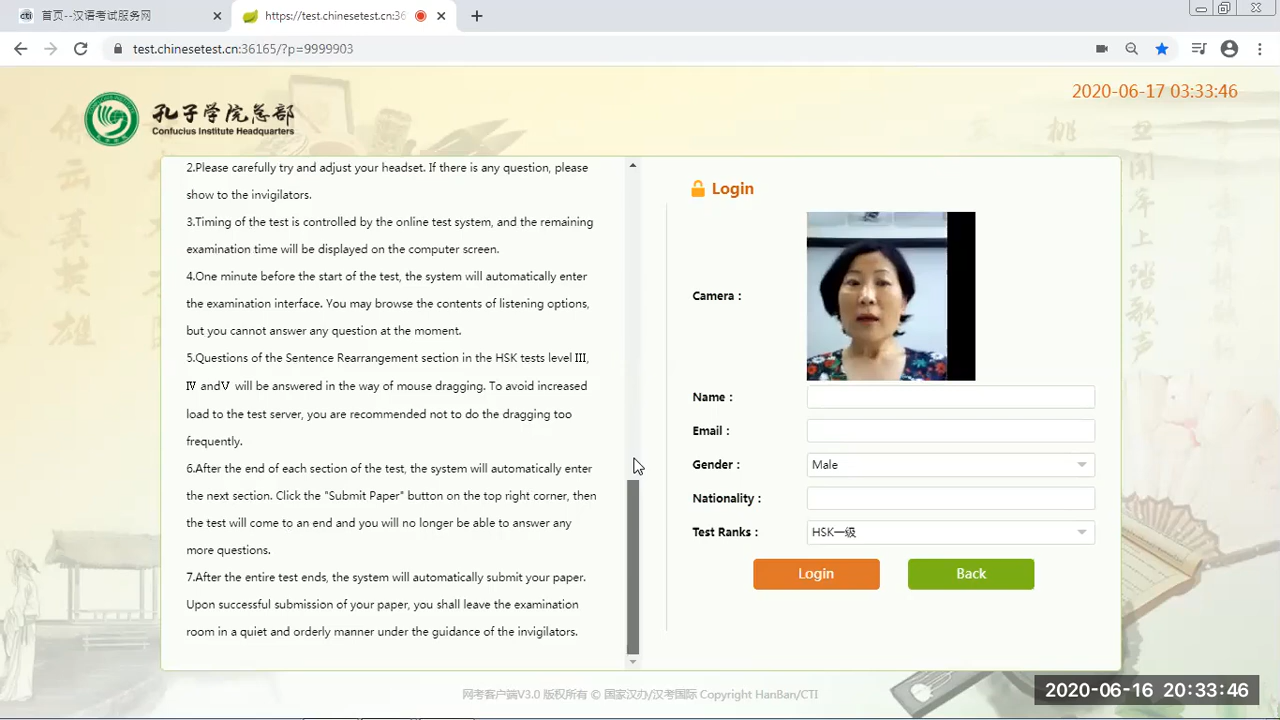 首页--汉语考试服务网
https://test.chinesetest.cn:36
test.chinesetest.cn:36165/?p=9999903
2020-06-17 03:33:46
孔子学院总部
Confucius Institute Headquarters
2.Please carefully try and adjust your headset. If there is any question, please
show to the invigilators.
3.Timing of the test is controlled by the online test system, and the remaining
examination time will be displayed on the computer screen.
4.One minute before the start of the test, the system will automatically enter
the examination interface. You may browse the contents of listening options,
but you cannot answer any question at the moment.
5.Questions of the Sentence Rearrangement section in the HSK tests level Ⅲ,
Ⅳ andⅤ will be answered in the way of mouse dragging. To avoid increased
load to the test server, you are recommended not to do the dragging too
frequently.
6.After the end of each section of the test, the system will automatically enter
the next section. Click the "Submit Paper" button on the top right corner, then
the test will come to an end and you will no longer be able to answer any
more questions.
7.After the entire test ends, the system will automatically submit your paper.
Upon successful submission of your paper, you shall leave the examination
room in a quiet and orderly manner under the guidance of the invigilators.
Login
Camera :
Name :
Email :
Gender :
Male
Nationality :
Test Ranks :
HSK一级
Login
Back
网考客户端V3.0 版权所有 © 国家汉办/汉考国际 Copyright HanBan/CTI
2020-06-16 20:33:46